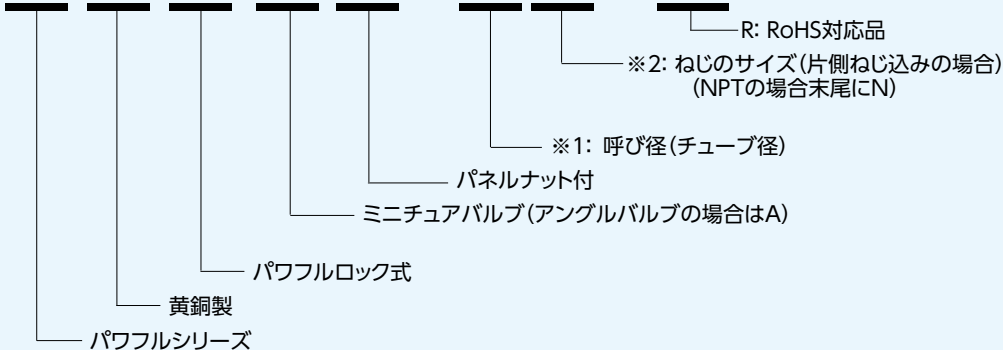 R: RoHS対応品
※2: ねじのサイズ(片側ねじ込みの場合)
(NPTの場合末尾にN)
※1: 呼び径(チューブ径)
パネルナット付
ミニチュアバルブ(アングルバルブの場合はA)
パワフルロック式
黄銅製
パワフルシリーズ